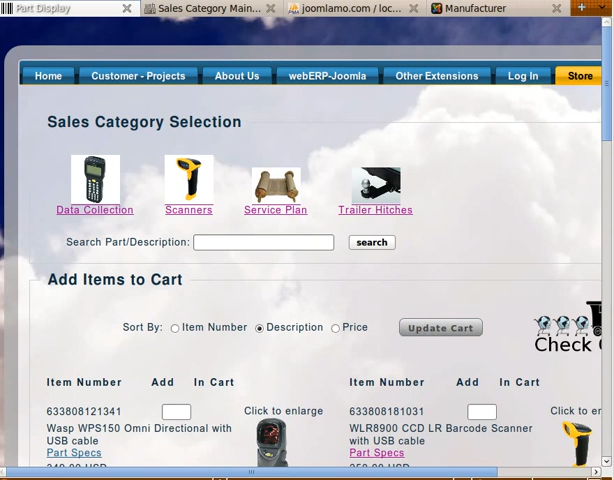 Part Display
Sales Category Main...
joomlamo.com / loc...
Manufacturer
Home
Customer - Projects
About Us
webERP-Joomla
Other Extensions
Log In
Store
Sales Category Selection
Data Collection
Scanners
Service Plan
Trailer Hitches
Search Part/Description:
search
Add Items to Cart
Sort By:
Item Number
Description
Price
Update Cart
Check
Item Number Add In Cart
Item Number Add In Cart
633808121341
Click to enlarge
633808181031
Click to er
Wasp WPS150 Omni Directional with
USB cable
Part Specs
WLR8900 CCD LR Barcode Scanner
with USB cable
Part Specs